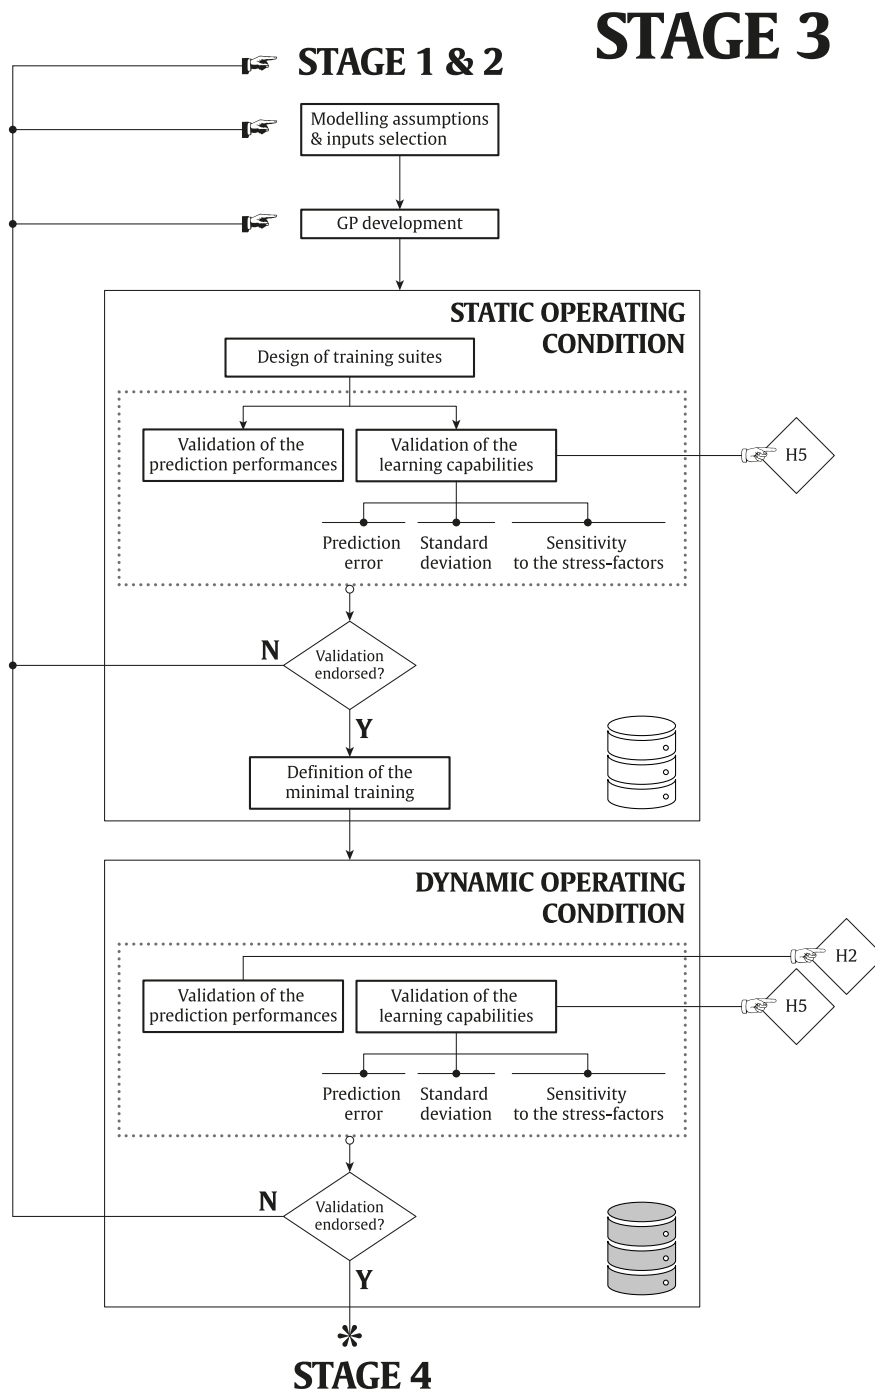 STAGE 3
STAGE 1 & 2
Modelling assumptions
& inputs selection
GP development
STATIC OPERATING
CONDITION
Design of training suites
Validation of the
prediction performances
Validation of the
learning capabilities
H5
Prediction
error
Standard
deviation
Sensitivity
to the stress-factors
N
Validation
endorsed?
Y
Definition of the
minimal training
DYNAMIC OPERATING
CONDITION
H2
Validation of the
prediction performances
Validation of the
learning capabilities
H5
Prediction
error
Standard
deviation
Sensitivity
to the stress-factors
N
Validation
endorsed?
Y
*
STAGE 4